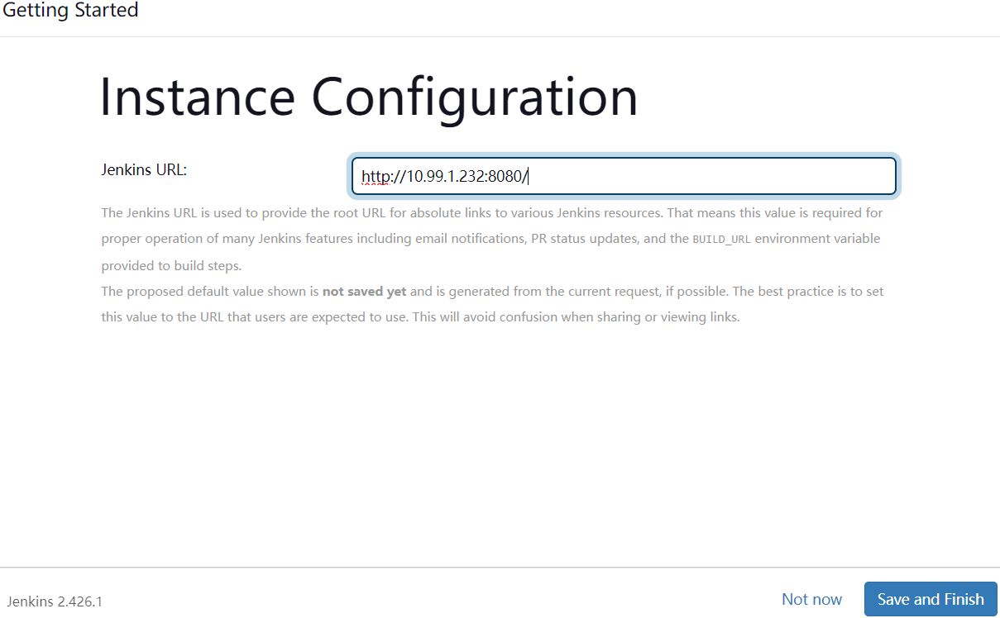 Getting Started
Instance Configuration
Jenkins URL:
http://10.99.1.232:8080/
The Jenkins URL is used to provide the root URL for absolute links to various Jenkins resources. That means this value is required for
proper operation of many Jenkins features including email notifications, PR status updates, and the BUILD_URL environment variable
provided to build steps.
The proposed default value shown is not saved yet and is generated from the current request, if possible. The best practice is to set
this value to the URL that users are expected to use. This will avoid confusion when sharing or viewing links.
Jenkins 2.426.1
Not now
Save and Finish